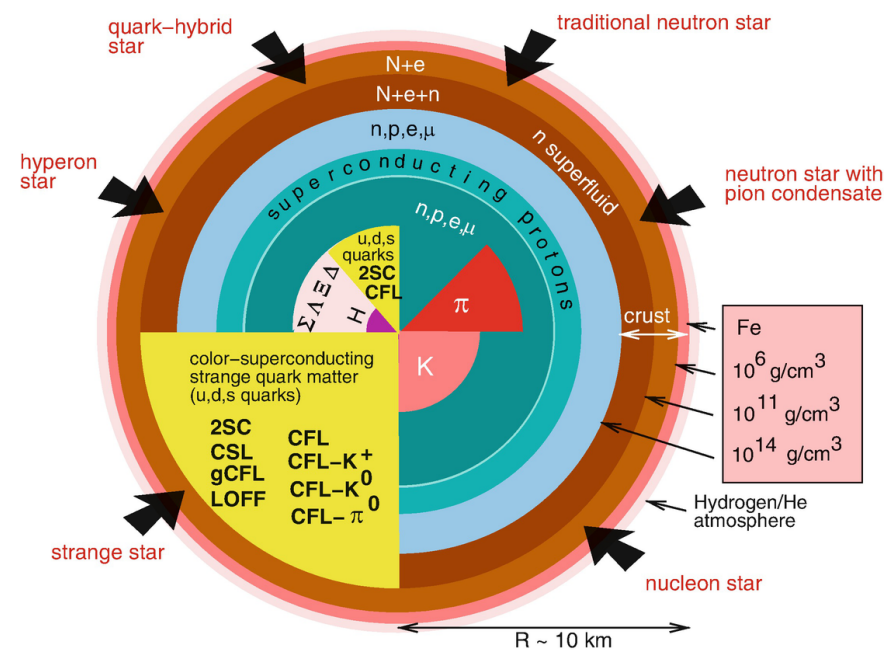 quark–hybrid
star
traditional neutron star
N+e
N+e+n
n,p,e,μ
n superfluid
hyperon
star
neutron star with
pion condensate
superconducting protons
n,p,e,μ
u,d,s
quarks
2SC
CFL
Σ Λ Ξ Δ
H
π
K
crust
Fe
10^6 g/cm^3
10^11 g/cm^3
10^14 g/cm^3
Hydrogen/He
atmosphere
color–superconducting
strange quark matter
(u,d,s quarks)
2SC
CSL
gCFL
LOFF
CFL
CFL–K^+
CFL–K^0
CFL–π^0
strange star
nucleon star
R ~ 10 km